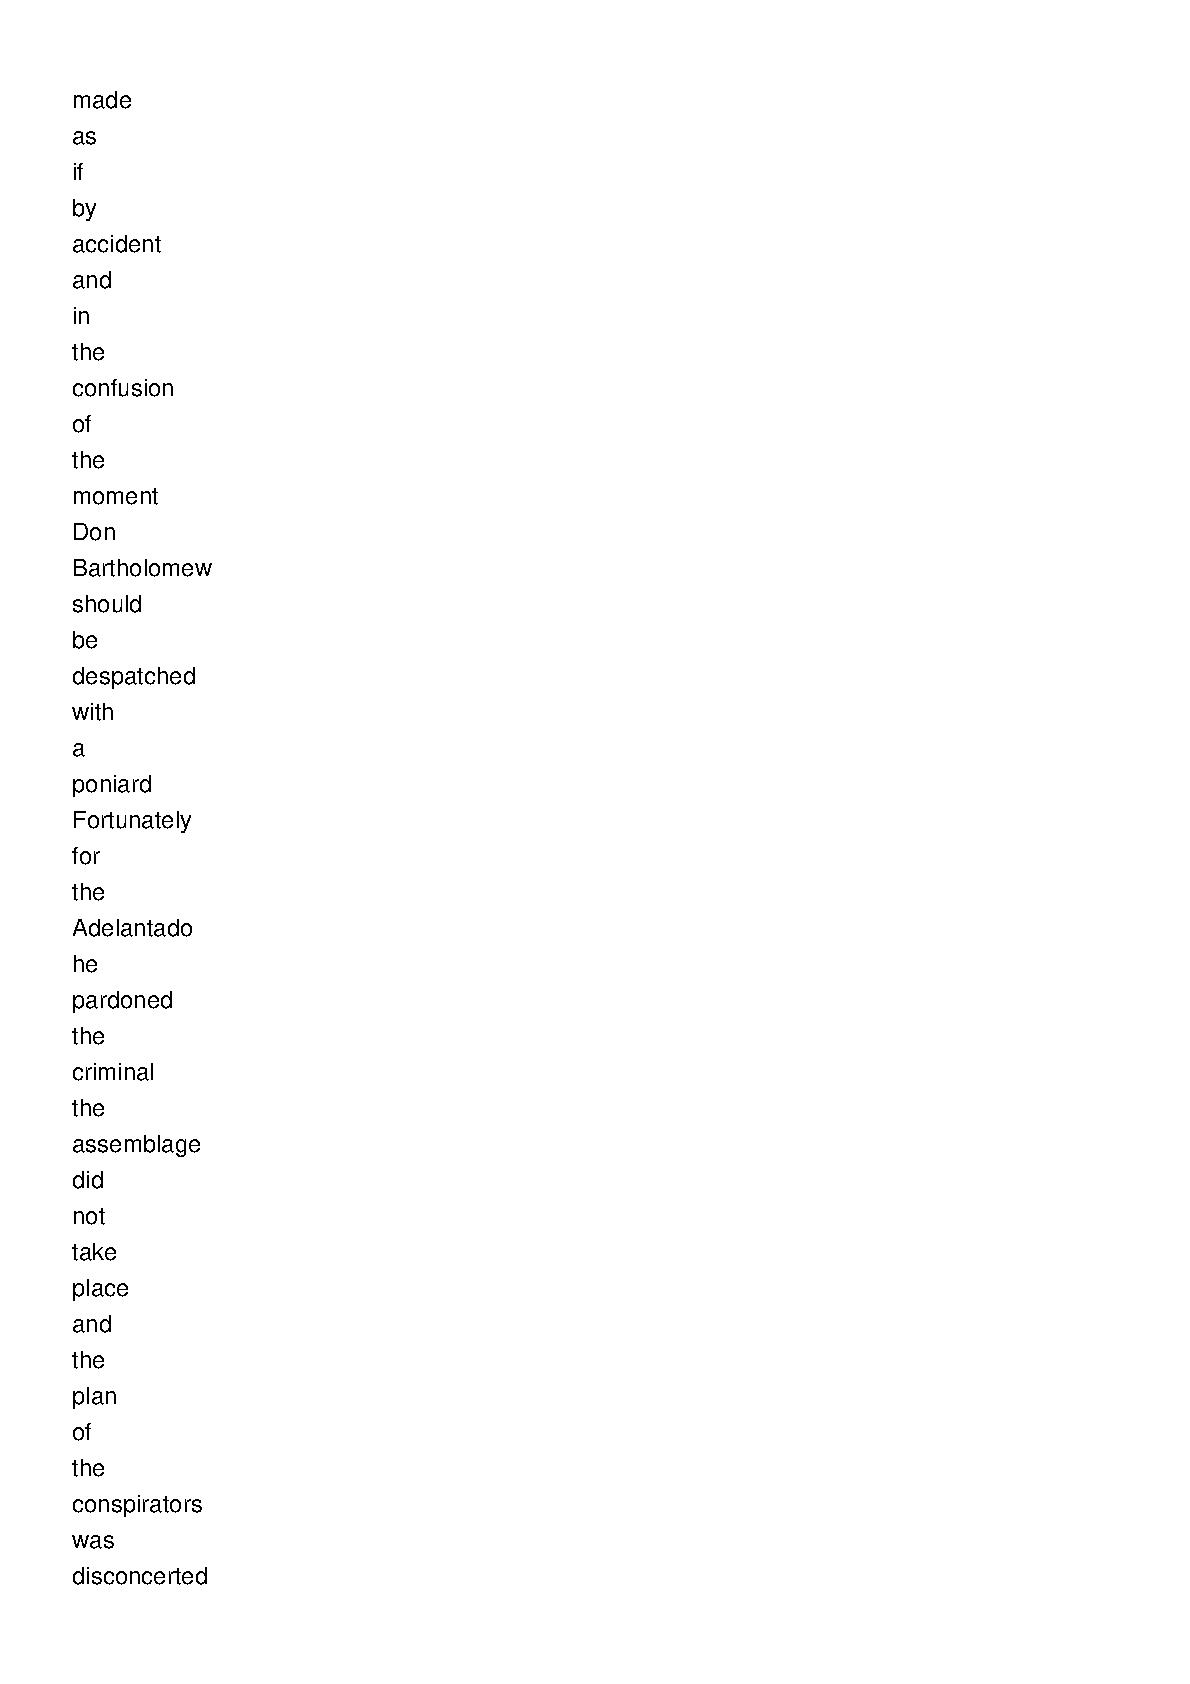 made
as
if
by
accident
and
in
the
confusion
of
the
moment
Don
Bartholomew
should
be
despatched
with
a
poniard
Fortunately
for
the
Adelantado
he
pardoned
the
criminal
the
assemblage
did
not
take
place
and
the
plan
of
the
conspirators
was
disconcerted